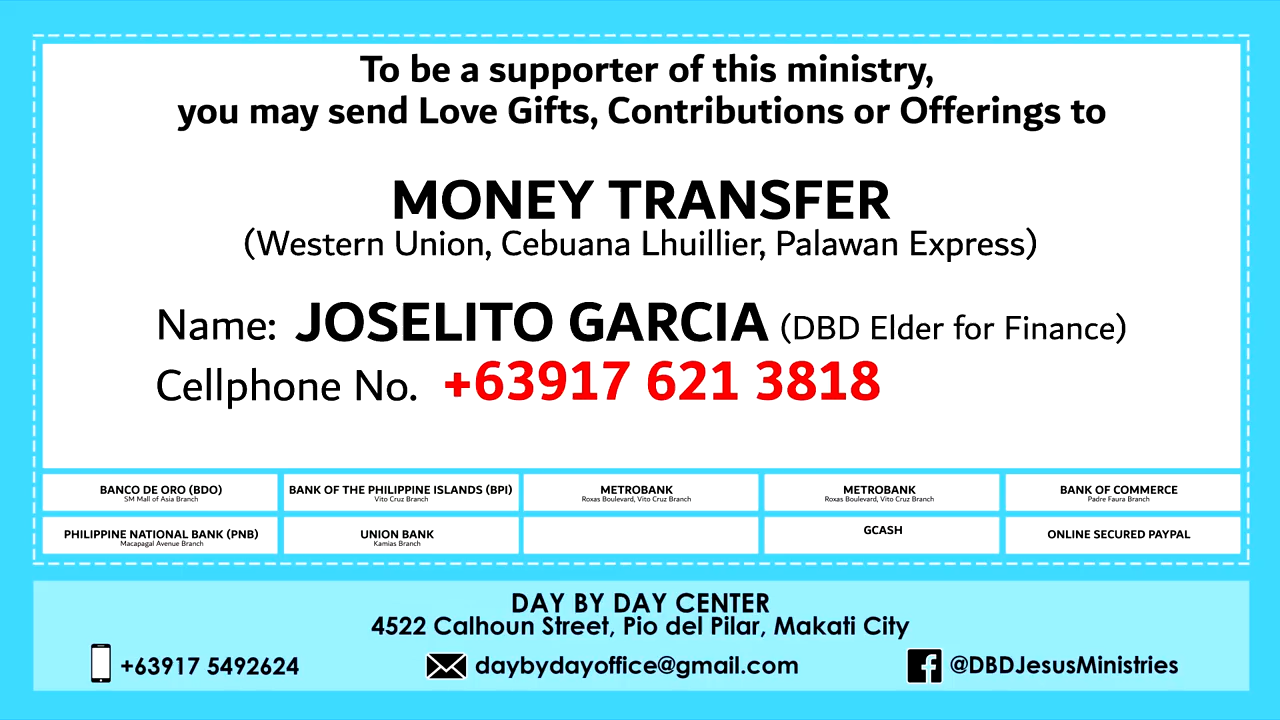 To be a supporter of this ministry,
you may send Love Gifts, Contributions or Offerings to
MONEY TRANSFER
(Western Union, Cebuana Lhuillier, Palawan Express)
Name: JOSELITO GARCIA (DBD Elder for Finance)
Cellphone No. +63917 621 3818
BANCO DE ORO (BDO)
SM Mall of Asia Branch
BANK OF THE PHILIPPINE ISLANDS (BPI)
Vito Cruz Branch
METROBANK
Roxas Boulevard, Vito Cruz Branch
METROBANK
Roxas Boulevard, Vito Cruz Branch
BANK OF COMMERCE
Padre Faura Branch
PHILIPPINE NATIONAL BANK (PNB)
Macapagal Avenue Branch
UNION BANK
Kamias Branch
GCASH
ONLINE SECURED PAYPAL
DAY BY DAY CENTER
4522 Calhoun Street, Pio del Pilar, Makati City
+63917 5492624
daybydayoffice@gmail.com
@DBDJesusMinistries